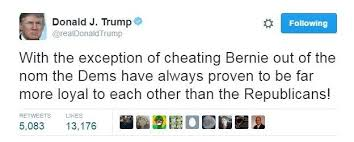 Donald J. Trump
@realDonaldTrump
Following
With the exception of cheating Bernie out of the
nom the Dems have always proven to be far
more loyal to each other than the Republicans!
RETWEETS LIKES
5,083 13,176